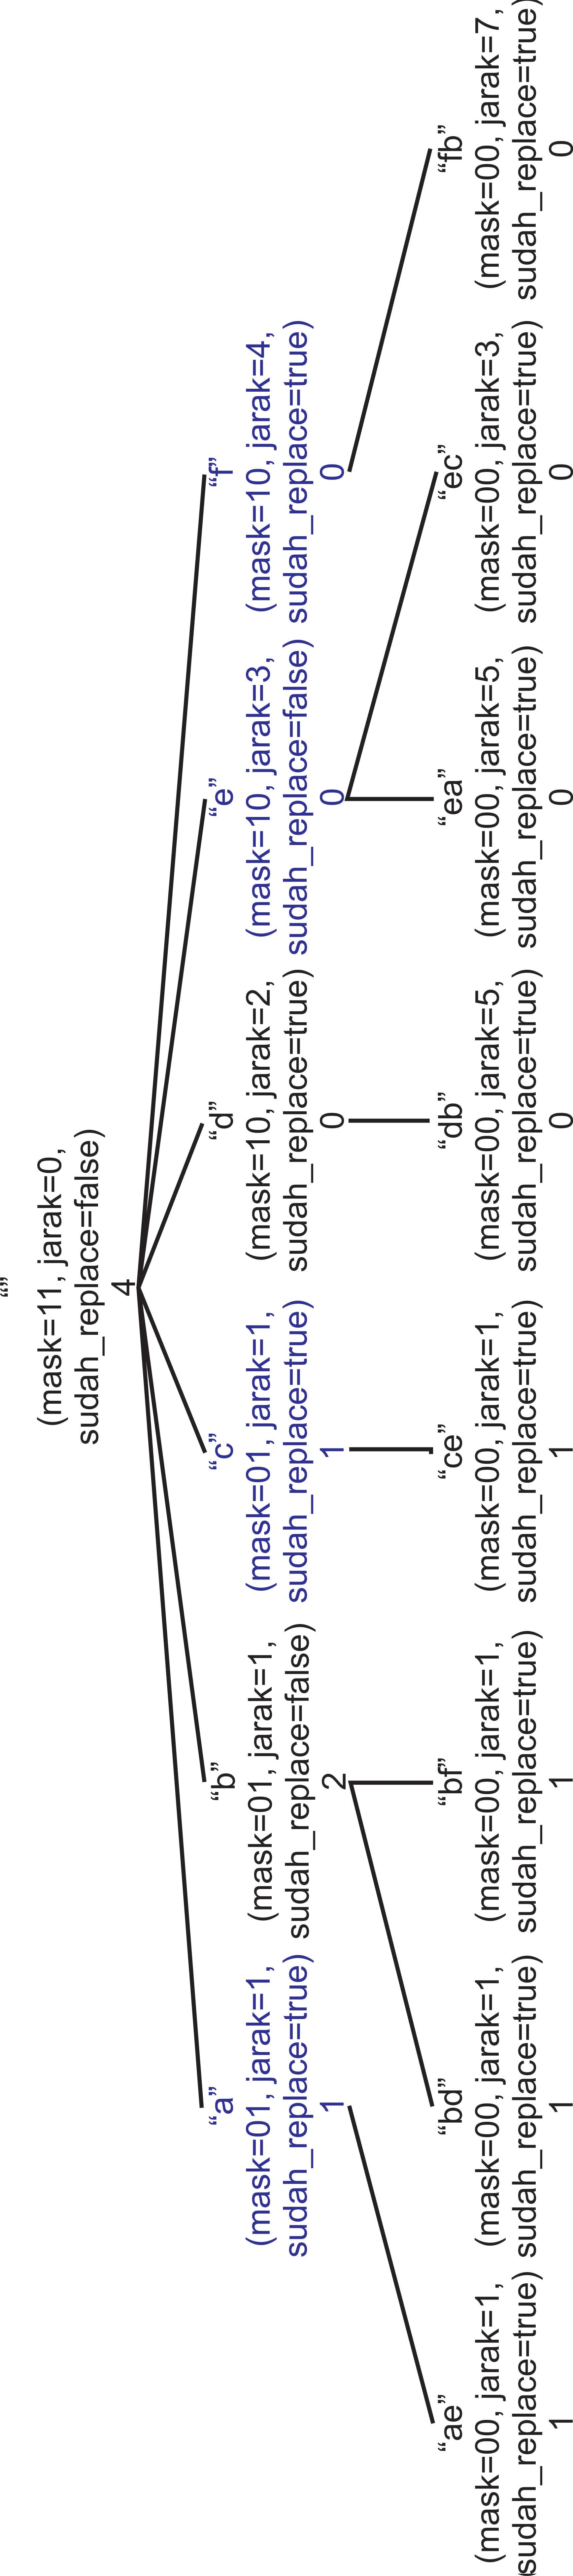 “”
(mask=11, jarak=0,
sudah_replace=false)
4
“a”
(mask=01, jarak=1,
sudah_replace=true)
1
“b”
(mask=01, jarak=1,
sudah_replace=false)
2
“c”
(mask=01, jarak=1,
sudah_replace=true)
1
“d”
(mask=10, jarak=2,
sudah_replace=true)
0
“e”
(mask=10, jarak=3,
sudah_replace=false)
0
“f”
(mask=10, jarak=4,
sudah_replace=true)
0
“ae”
(mask=00, jarak=1,
sudah_replace=true)
1
“bd”
(mask=00, jarak=1,
sudah_replace=true)
1
“bf”
(mask=00, jarak=1,
sudah_replace=true)
1
“ce”
(mask=00, jarak=1,
sudah_replace=true)
1
“db”
(mask=00, jarak=5,
sudah_replace=true)
0
“ea”
(mask=00, jarak=5,
sudah_replace=true)
0
“ec”
(mask=00, jarak=3,
sudah_replace=true)
0
“fb”
(mask=00, jarak=7,
sudah_replace=true)
0